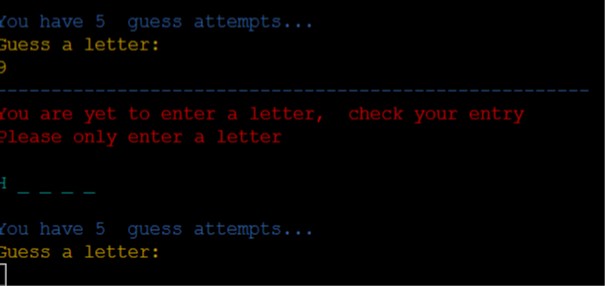 You have 5 guess attempts...
Guess a letter:
9
--------------------------------------------------------
You are yet to enter a letter, check your entry
Please only enter a letter
H _ _ _ _
You have 5 guess attempts...
Guess a letter: